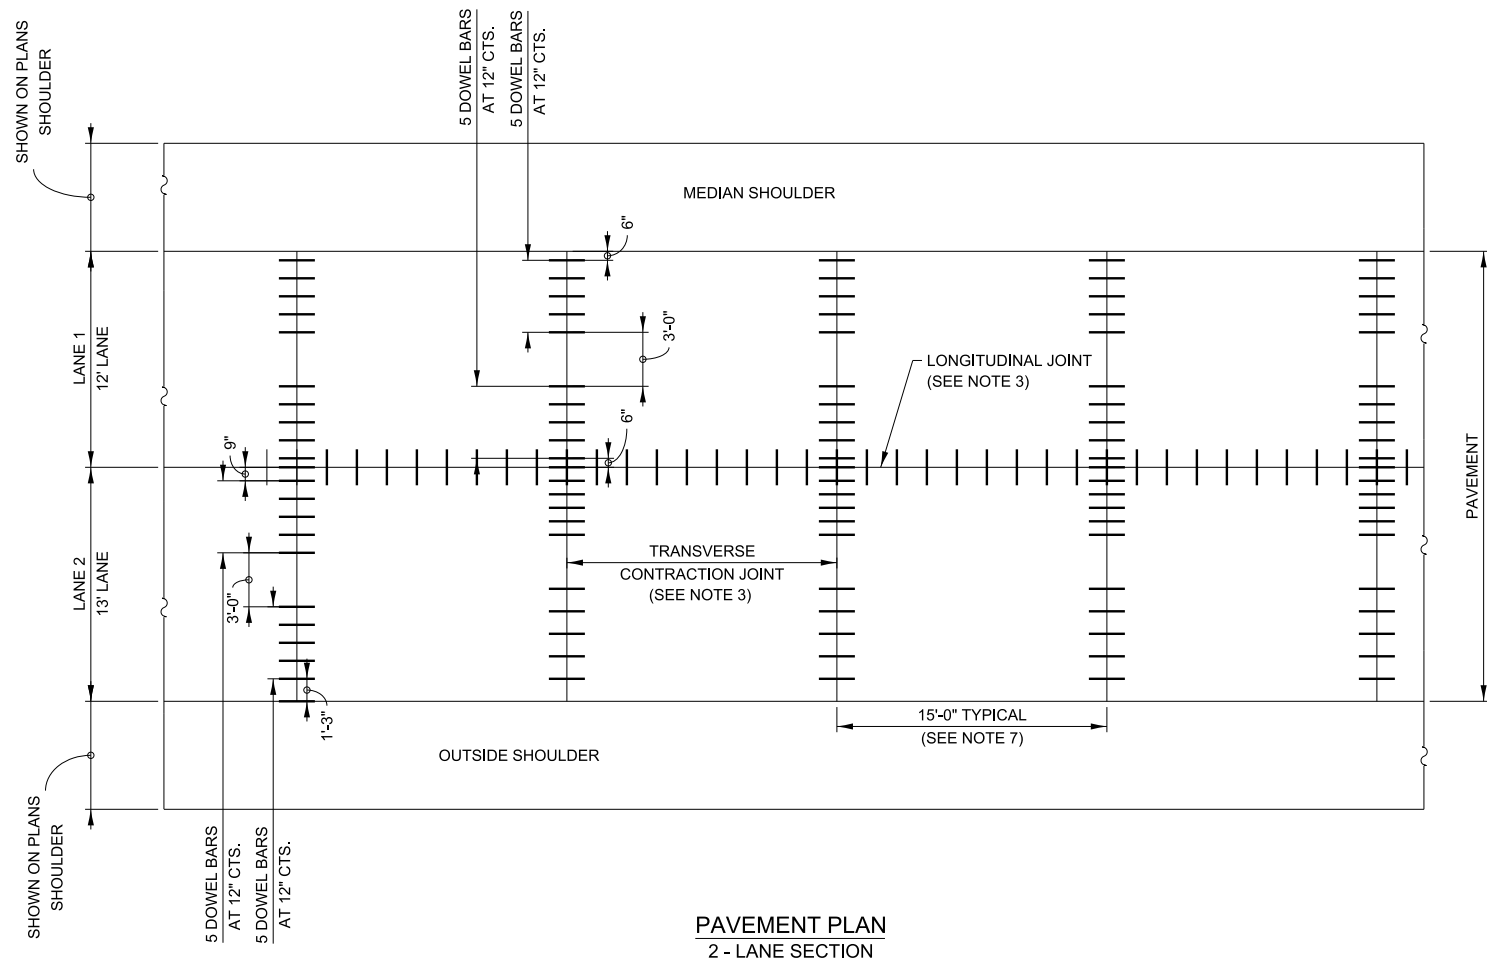 SHOWN ON PLANS
SHOULDER
5 DOWEL BARS
AT 12" CTS.
5 DOWEL BARS
AT 12" CTS.
MEDIAN SHOULDER
6"
LANE 1
12' LANE
3'-0"
LONGITUDINAL JOINT
(SEE NOTE 3)
6"
9"
PAVEMENT
LANE 2
13' LANE
3'-0"
TRANSVERSE
CONTRACTION JOINT
(SEE NOTE 3)
1'-3"
15'-0" TYPICAL
(SEE NOTE 7)
OUTSIDE SHOULDER
SHOWN ON PLANS
SHOULDER
5 DOWEL BARS
AT 12" CTS.
5 DOWEL BARS
AT 12" CTS.
PAVEMENT PLAN
2 - LANE SECTION